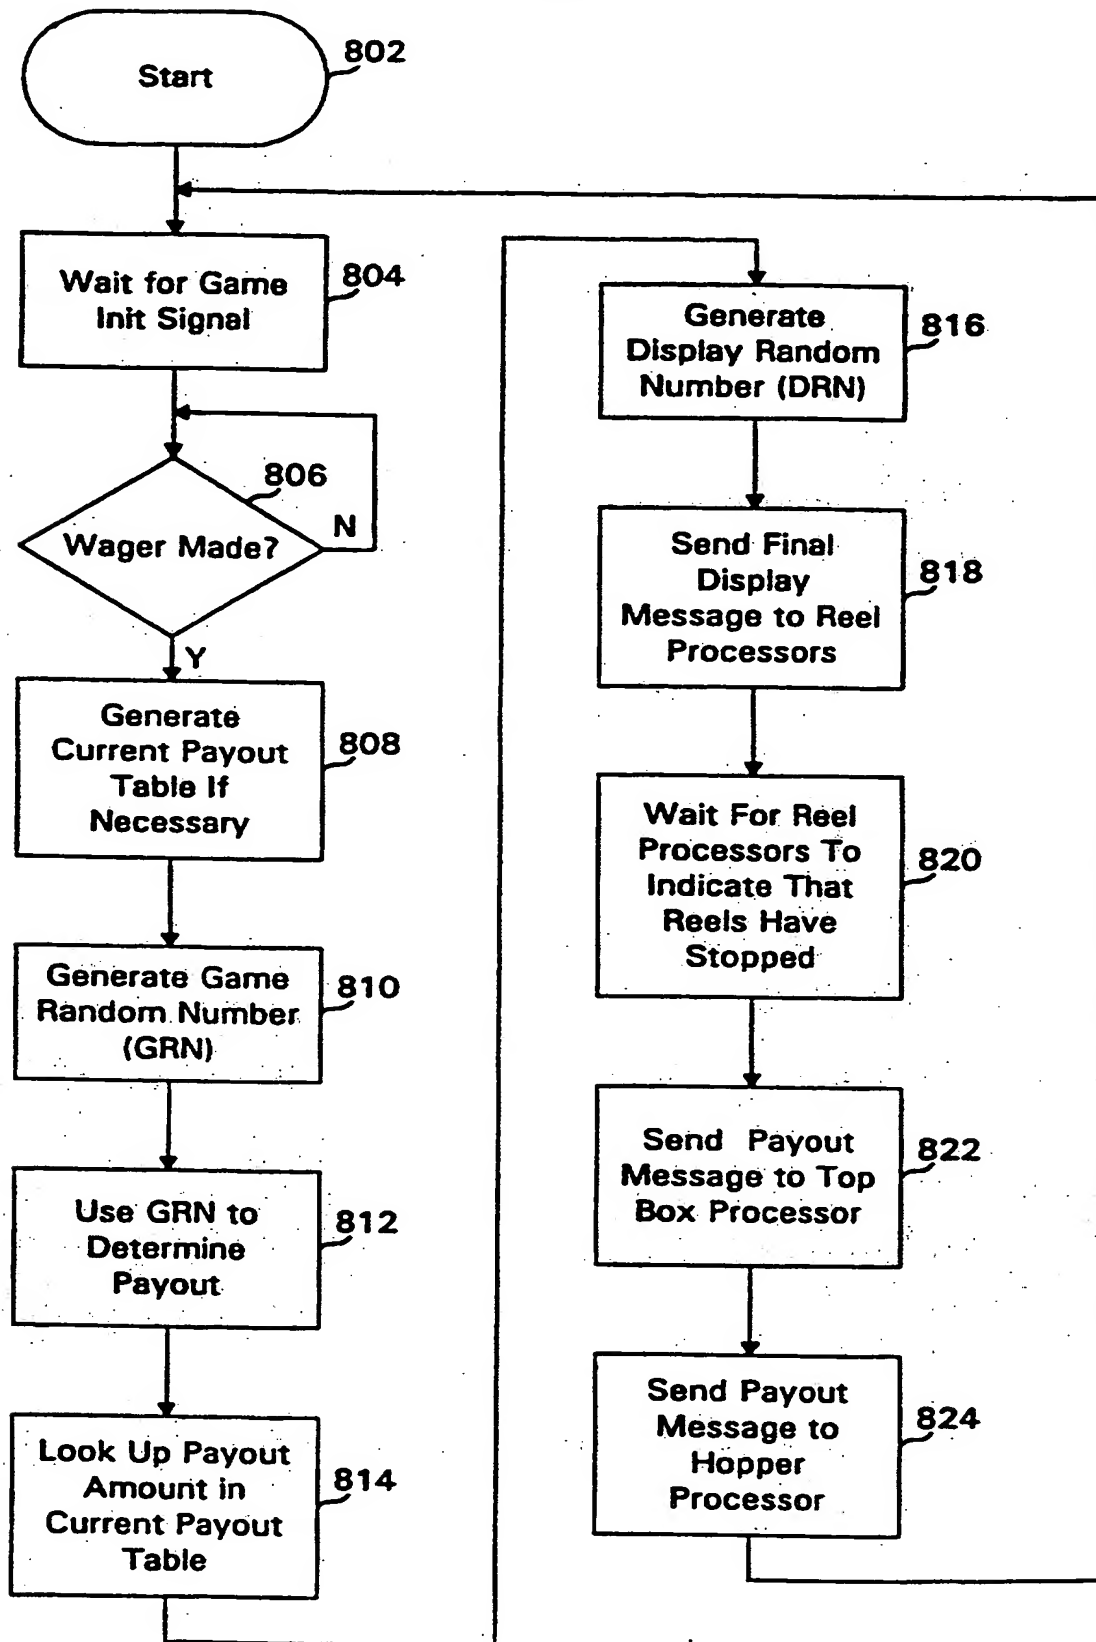 Start
802
Wait for Game
Init Signal
804
Wager Made?
806
N
Y
Generate
Current Payout
Table If
Necessary
808
Generate Game
Random Number
(GRN)
810
Use GRN to
Determine
Payout
812
Look Up Payout
Amount in
Current Payout
Table
814
Generate
Display Random
Number (DRN)
816
Send Final
Display
Message to Reel
Processors
818
Wait For Reel
Processors To
Indicate That
Reels Have
Stopped
820
Send Payout
Message to Top
Box Processor
822
Send Payout
Message to
Hopper
Processor
824